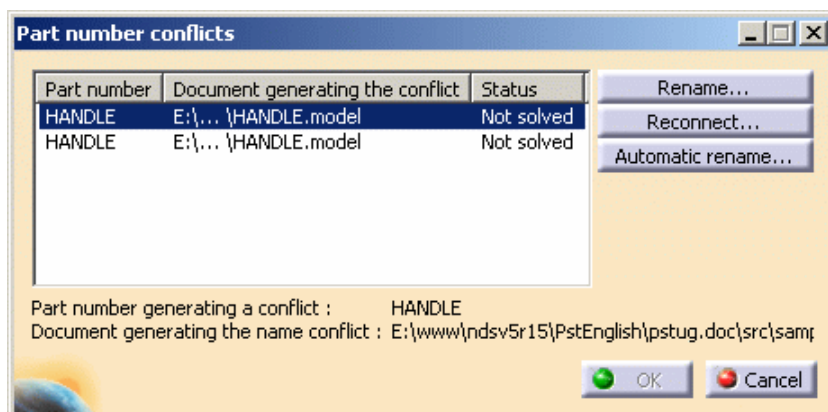 Part number conflicts
Part number Document generating the conflict Status
HANDLE E:\... \HANDLE.model Not solved
HANDLE E:\... \HANDLE.model Not solved
Rename...
Reconnect...
Automatic rename...
Part number generating a conflict : HANDLE
Document generating the name conflict : E:\www\ndsv5r15\PstEnglish\pstug.doc\src\samp
OK Cancel